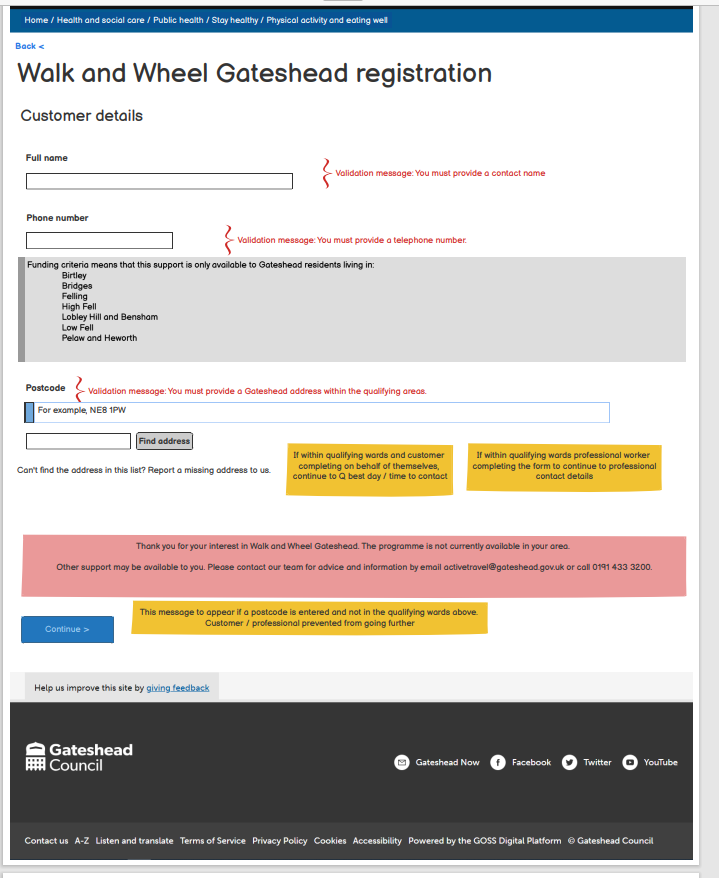 Home / Health and social care / Public health / Stay healthy / Physical activity and eating well
Back <
Walk and Wheel Gateshead registration
Customer details
Full name
Validation message: You must provide a contact name
Phone number
Validation message: You must provide a telephone number.
Funding criteria means that this support is only available to Gateshead residents living in:
Birtley
Bridges
Felling
High Fell
Lobley Hill and Bensham
Low Fell
Pelaw and Heworth
Postcode
Validation message: You must provide a Gateshead address within the qualifying areas.
For example, NE8 1PW
Find address
Can't find the address in this list? Report a missing address to us.
If within qualifying wards and customer
completing on behalf of themselves,
continue to Q best day / time to contact
If within qualifying wards professional worker
completing the form to continue to professional
contact details
Thank you for your interest in Walk and Wheel Gateshead. The programme is not currently available in your area.
Other support may be available to you. Please contact our team for advice and information by email activetravel@gateshead.gov.uk or call 0191 433 3200.
This message to appear if a postcode is entered and not in the qualifying wards above.
Customer / professional prevented from going further
Continue >
Help us improve this site by giving feedback
Gateshead
Council
Gateshead Now Facebook Twitter YouTube
Contact us A-Z Listen and translate Terms of Service Privacy Policy Cookies Accessibility Powered by the GOSS Digital Platform © Gateshead Council